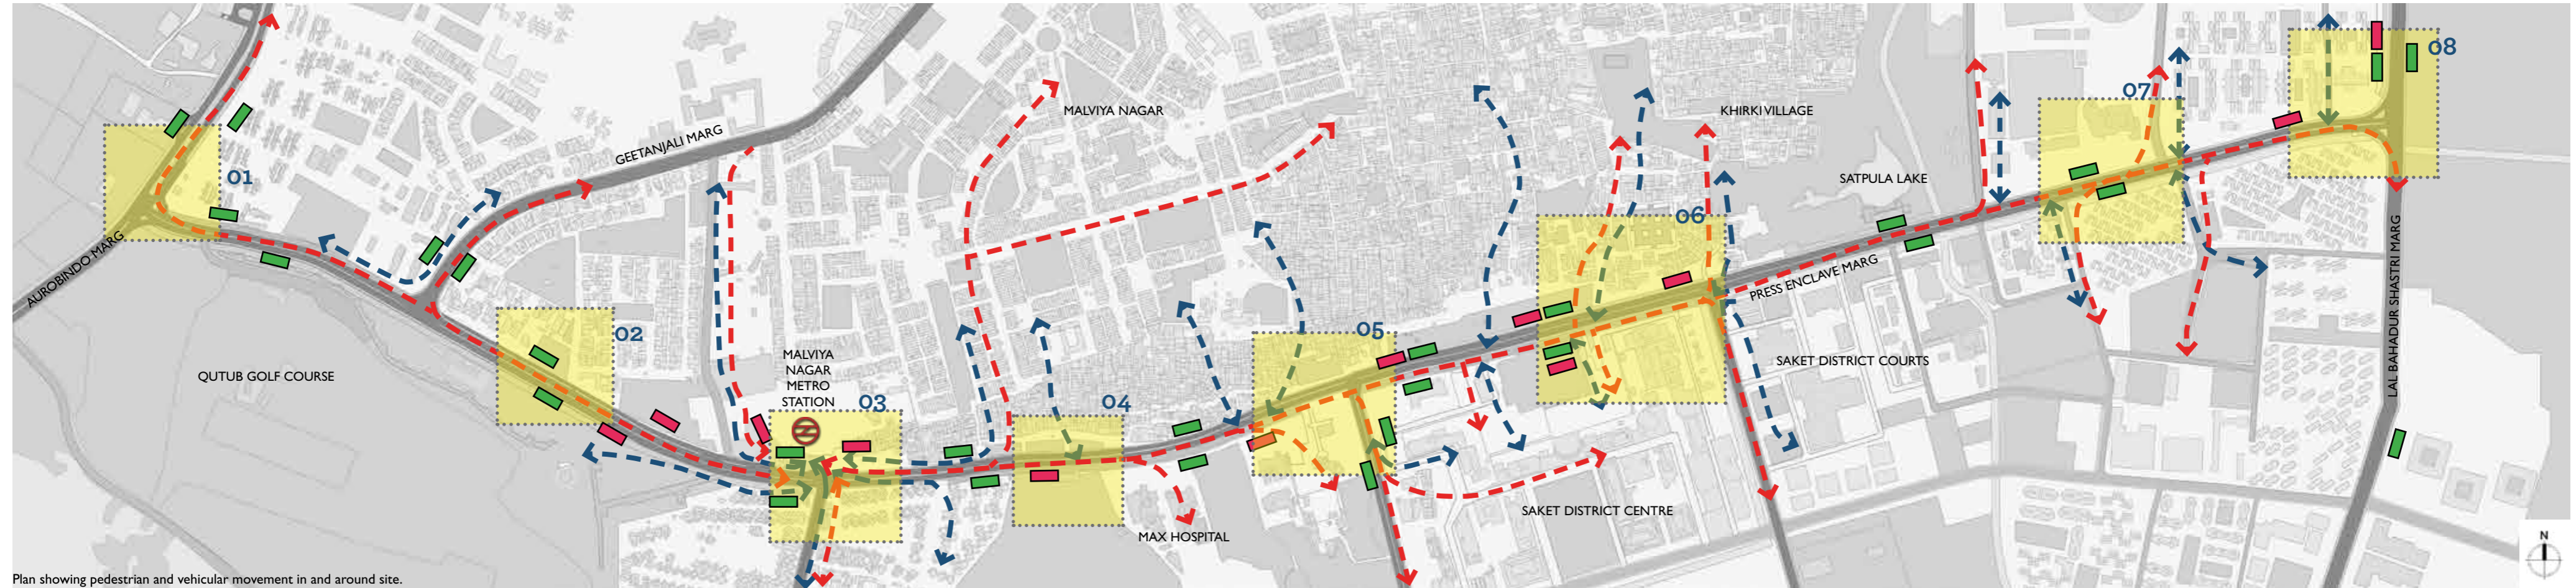 MALVIYA NAGAR
KHIRKI VILLAGE
08
07
GEETANJALI MARG
01
SATPULA LAKE
06
AUROBINDO MARG
PRESS ENCLAVE MARG
LAL BAHADUR SHASTRI MARG
02
05
QUTUB GOLF COURSE
MALVIYA
NAGAR
METRO
STATION
SAKET DISTRICT COURTS
03
04
SAKET DISTRICT CENTRE
MAX HOSPITAL
N
Plan showing pedestrian and vehicular movement in and around site.